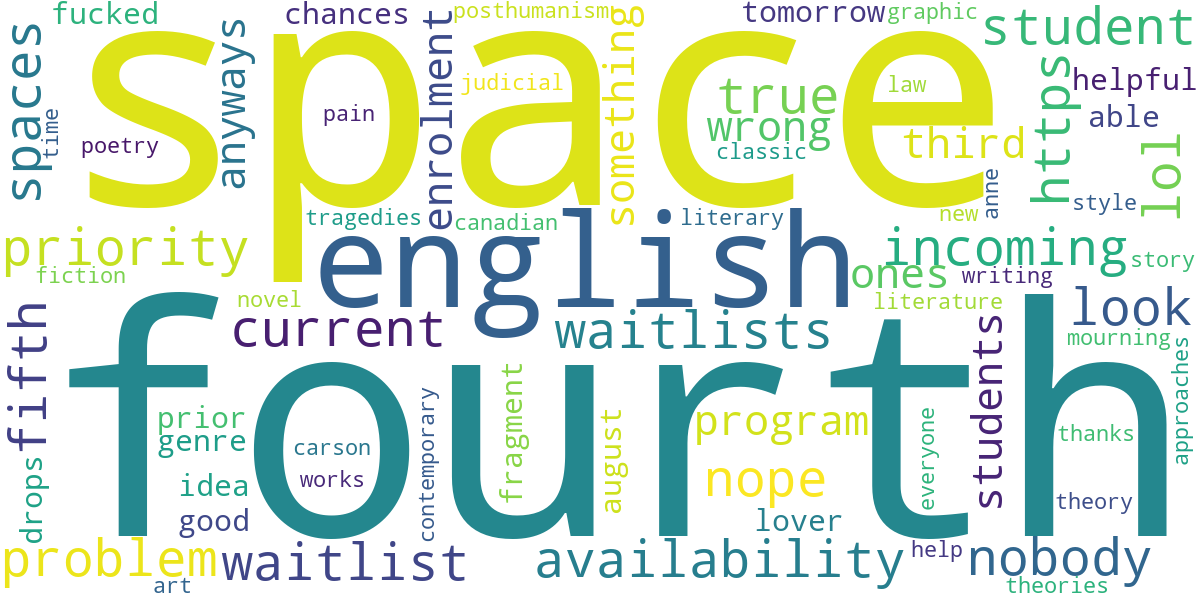 fucked
chances
posthumanism
tomorrow
graphic
student
spaces
anyways
space
something
judicial
enrolment
true
law
https
helpful
able
time
poetry
pain
wrong
classic
third
lol
anne
style
new
tragedies
canadian
literary
priority
english
incoming
story
fiction
ones
writing
novel
literature
current
waitlists
look
mourning
fifth
fourth
students
approaches
prior
genre
carson
works
contemporary
fragment
august
program
everyone
thanks
idea
nope
theory
drops
good
lover
problem
waitlist
availability
help
nobody
art
theories